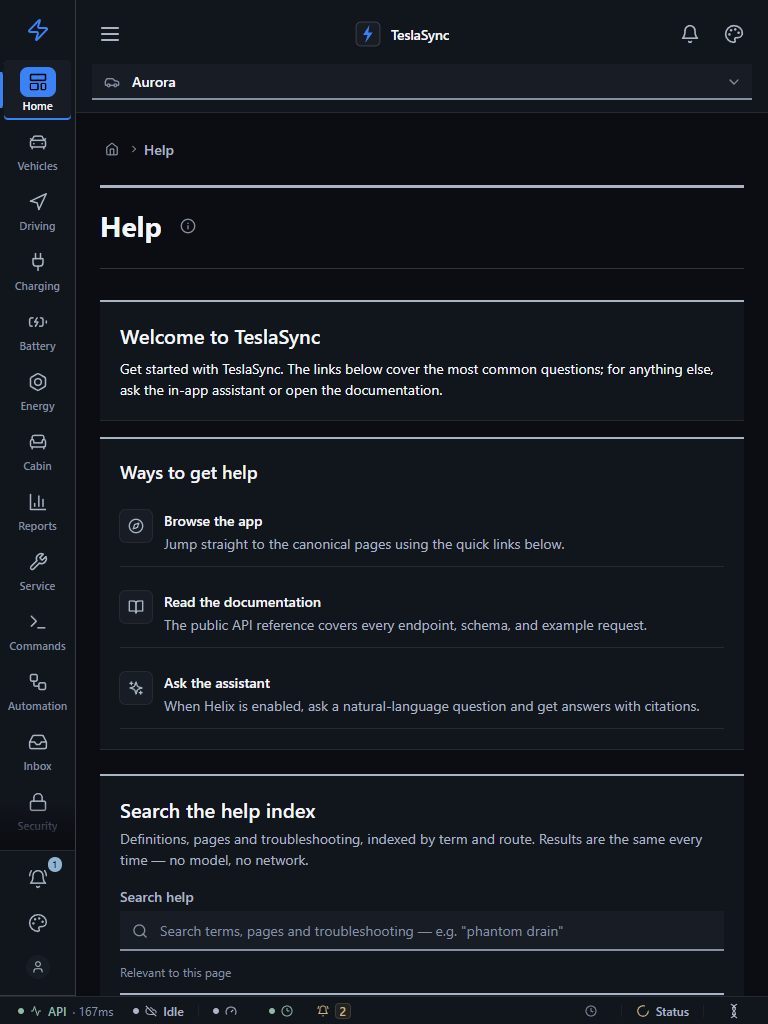 TeslaSync
Aurora
Home
Vehicles
Driving
Charging
Battery
Energy
Cabin
Reports
Service
Commands
Automation
Inbox
Security
1
Help
Help
Welcome to TeslaSync
Get started with TeslaSync. The links below cover the most common questions; for anything else,
ask the in-app assistant or open the documentation.
Ways to get help
Browse the app
Jump straight to the canonical pages using the quick links below.
Read the documentation
The public API reference covers every endpoint, schema, and example request.
Ask the assistant
When Helix is enabled, ask a natural-language question and get answers with citations.
Search the help index
Definitions, pages and troubleshooting, indexed by term and route. Results are the same every
time — no model, no network.
Search help
Search terms, pages and troubleshooting — e.g. "phantom drain"
Relevant to this page
API · 167ms Idle 2 Status